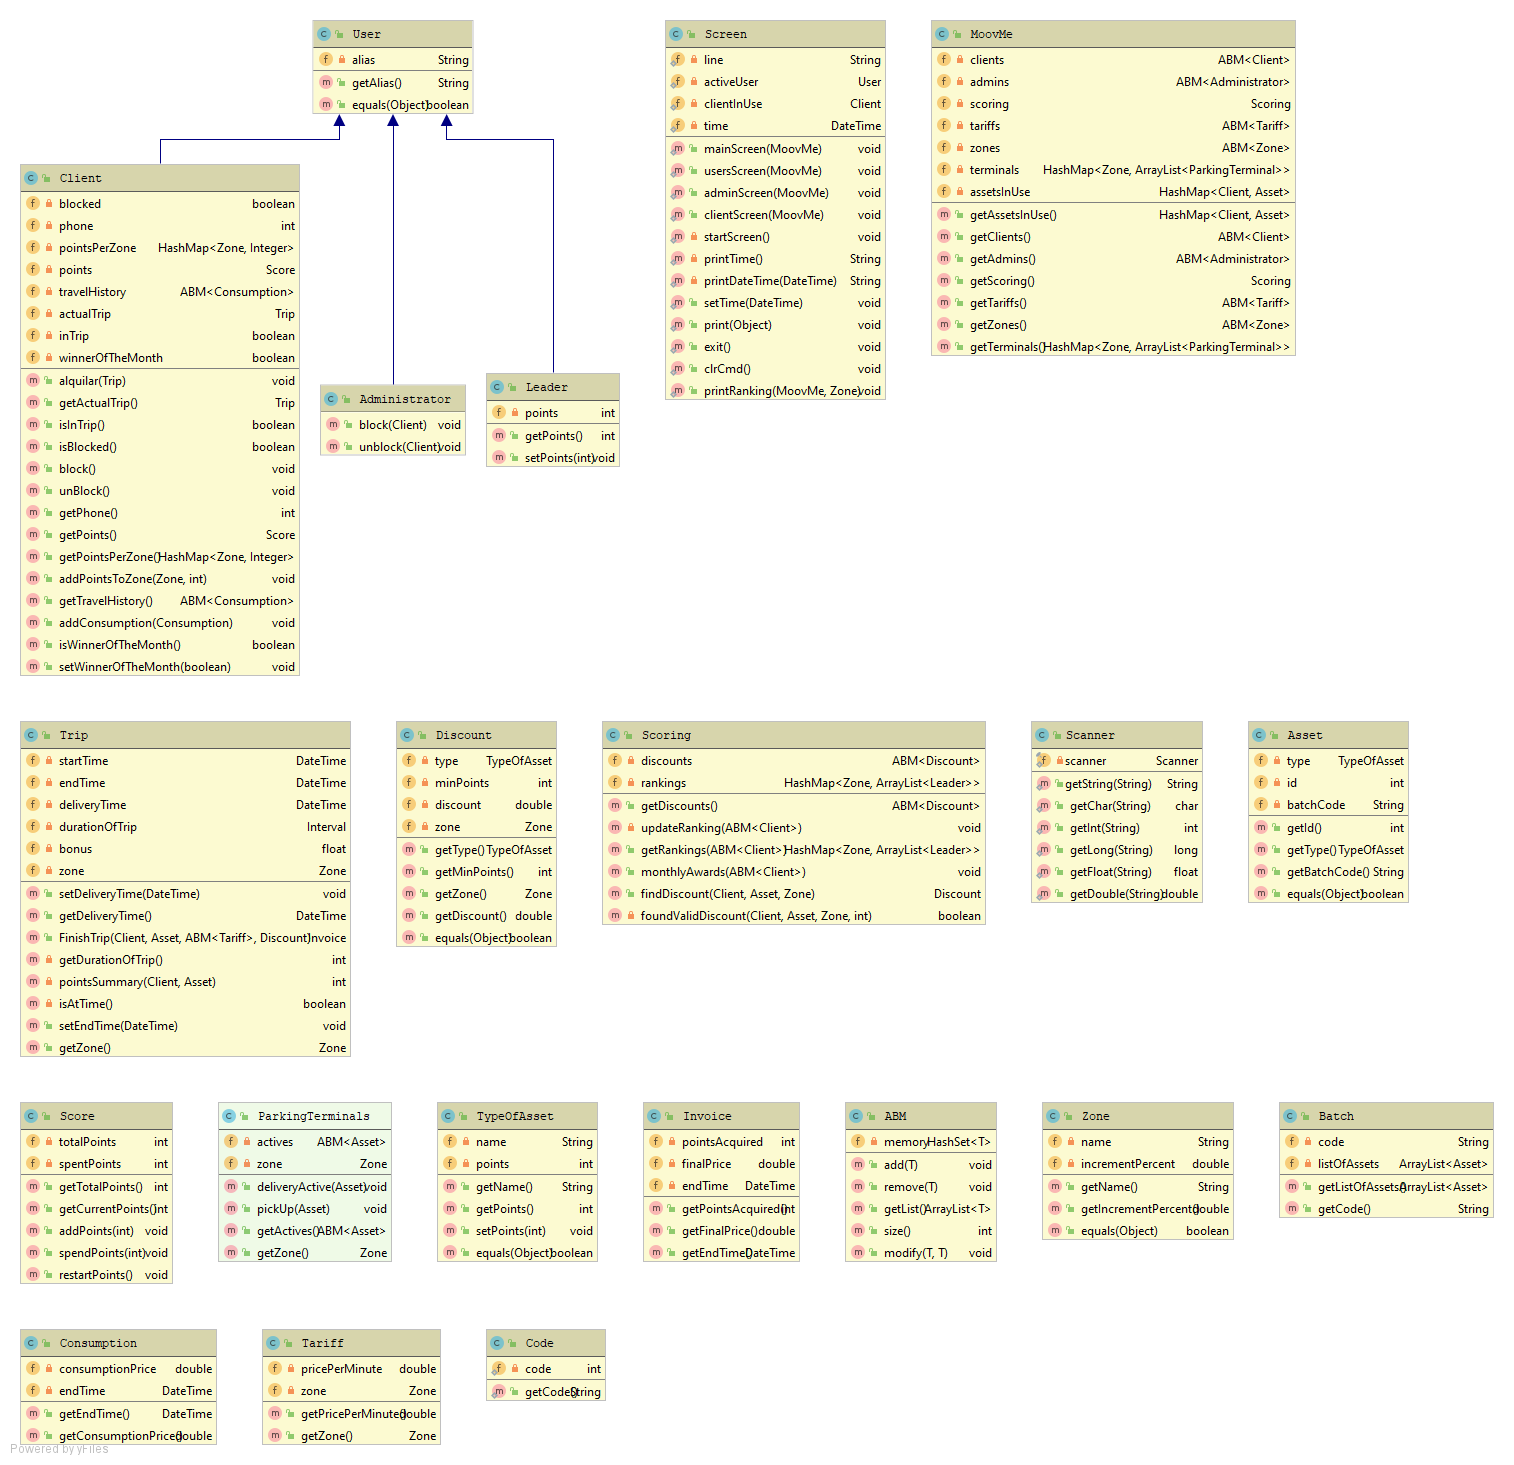 User
alias String
getAlias() String
equals(Object) boolean
Screen
line String
activeUser User
clientInUse Client
time DateTime
mainScreen(MoovMe) void
usersScreen(MoovMe) void
adminScreen(MoovMe) void
clientScreen(MoovMe) void
startScreen() void
printTime() String
printDateTime(DateTime) String
setTime(DateTime) void
print(Object) void
exit() void
clrCmd() void
printRanking(MoovMe, Zone) void
MoovMe
clients ABM<Client>
admins ABM<Administrator>
scoring Scoring
tariffs ABM<Tariff>
zones ABM<Zone>
terminals HashMap<Zone, ArrayList<ParkingTerminal>>
assetsInUse HashMap<Client, Asset>
getAssetsInUse() HashMap<Client, Asset>
getClients() ABM<Client>
getAdmins() ABM<Administrator>
getScoring() Scoring
getTariffs() ABM<Tariff>
getZones() ABM<Zone>
getTerminals() HashMap<Zone, ArrayList<ParkingTerminal>>
Client
blocked boolean
phone int
pointsPerZone HashMap<Zone, Integer>
points Score
travelHistory ABM<Consumption>
actualTrip Trip
inTrip boolean
winnerOfTheMonth boolean
alquilar(Trip) void
getActualTrip() Trip
isInTrip() boolean
isBlocked() boolean
block() void
unBlock() void
getPhone() int
getPoints() Score
getPointsPerZone() HashMap<Zone, Integer>
addPointsToZone(Zone, int) void
getTravelHistory() ABM<Consumption>
addConsumption(Consumption) void
isWinnerOfTheMonth() boolean
setWinnerOfTheMonth(boolean) void
Administrator
block(Client) void
unblock(Client) void
Leader
points int
getPoints() int
setPoints(int) void
Trip
startTime DateTime
endTime DateTime
deliveryTime DateTime
durationOfTrip Interval
bonus float
zone Zone
setDeliveryTime(DateTime) void
getDeliveryTime() DateTime
FinishTrip(Client, Asset, ABM<Tariff>, Discount) Invoice
getDurationOfTrip() int
pointsSummary(Client, Asset) int
isAtTime() boolean
setEndTime(DateTime) void
getZone() Zone
Discount
type TypeOfAsset
minPoints int
discount double
zone Zone
getType() TypeOfAsset
getMinPoints() int
getZone() Zone
getDiscount() double
equals(Object) boolean
Scoring
discounts ABM<Discount>
rankings HashMap<Zone, ArrayList<Leader>>
getDiscounts() ABM<Discount>
updateRanking(ABM<Client>) void
getRankings(ABM<Client>) HashMap<Zone, ArrayList<Leader>>
monthlyAwards(ABM<Client>) void
findDiscount(Client, Asset, Zone) Discount
foundValidDiscount(Client, Asset, Zone, int) boolean
Scanner
scanner Scanner
getString(String) String
getChar(String) char
getInt(String) int
getLong(String) long
getFloat(String) float
getDouble(String) double
Asset
type TypeOfAsset
id int
batchCode String
getId() int
getType() TypeOfAsset
getBatchCode() String
equals(Object) boolean
Score
totalPoints int
spentPoints int
getTotalPoints() int
getCurrentPoints() int
addPoints(int) void
spendPoints(int) void
restartPoints() void
ParkingTerminals
actives ABM<Asset>
zone Zone
deliveryActive(Asset) void
pickUp(Asset) void
getActives() ABM<Asset>
getZone() Zone
TypeOfAsset
name String
points int
getName() String
getPoints() int
setPoints(int) void
equals(Object) boolean
Invoice
pointsAcquired int
finalPrice double
endTime DateTime
getPointsAcquired() int
getFinalPrice() double
getEndTime() DateTime
ABM
memory HashSet<T>
add(T) void
remove(T) void
getList() ArrayList<T>
size() int
modify(T, T) void
Zone
name String
incrementPercent double
getName() String
getIncrementPercent() double
equals(Object) boolean
Batch
code String
listOfAssets ArrayList<Asset>
getListOfAssets() ArrayList<Asset>
getCode() String
Consumption
consumptionPrice double
endTime DateTime
getEndTime() DateTime
getConsumptionPrice() double
Tariff
pricePerMinute double
zone Zone
getPricePerMinute() double
getZone() Zone
Code
code int
getCode() String
Powered by yFiles